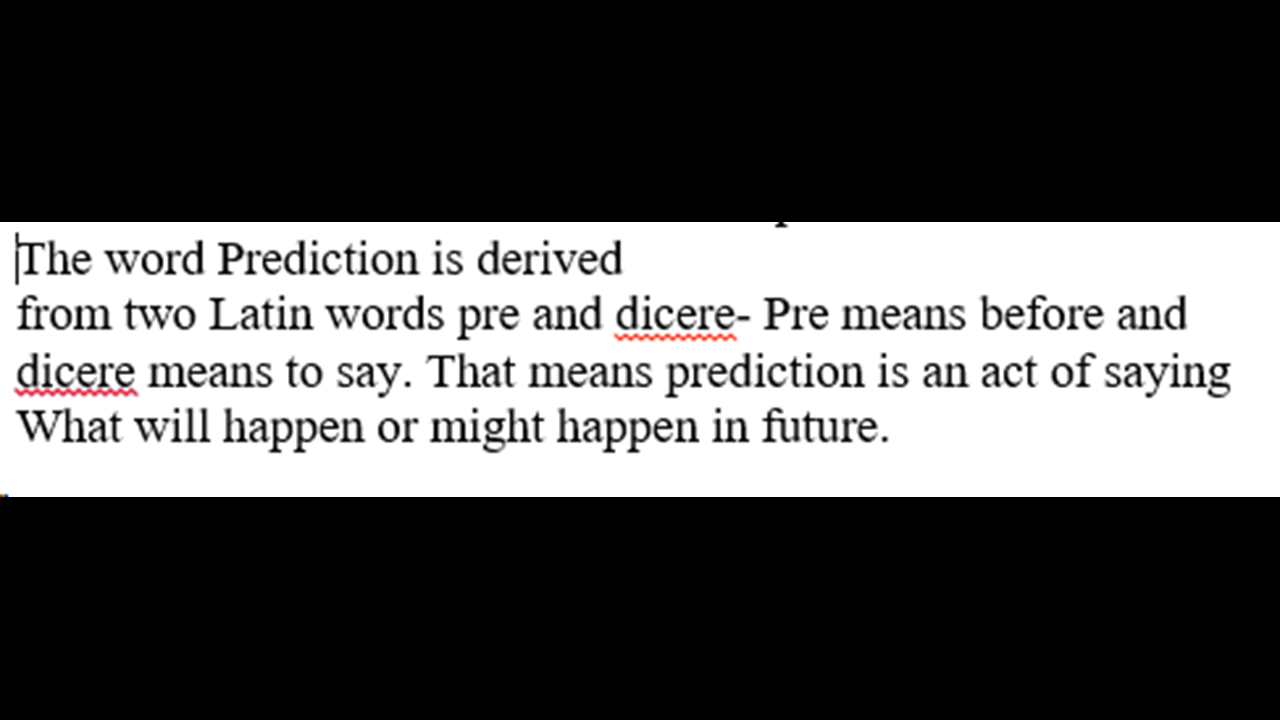 The word Prediction is derived
from two Latin words pre and dicere- Pre means before and
dicere means to say. That means prediction is an act of saying
What will happen or might happen in future.